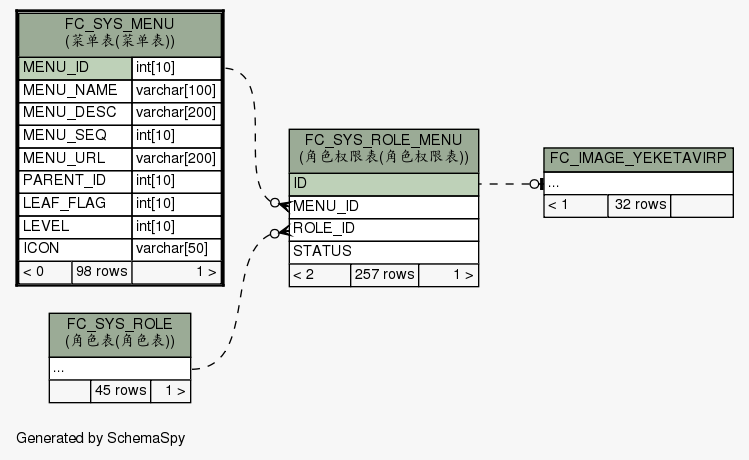 FC_SYS_MENU
(菜单表(菜单表))
MENU_ID int[10]
MENU_NAME varchar[100]
MENU_DESC varchar[200]
MENU_SEQ int[10]
MENU_URL varchar[200]
PARENT_ID int[10]
LEAF_FLAG int[10]
LEVEL int[10]
ICON varchar[50]
< 0 98 rows 1 >
FC_SYS_ROLE_MENU
(角色权限表(角色权限表))
ID
MENU_ID
ROLE_ID
STATUS
< 2 257 rows 1 >
FC_IMAGE_YEKETAVIRP
...
< 1 32 rows
FC_SYS_ROLE
(角色表(角色表))
...
45 rows 1 >
Generated by SchemaSpy